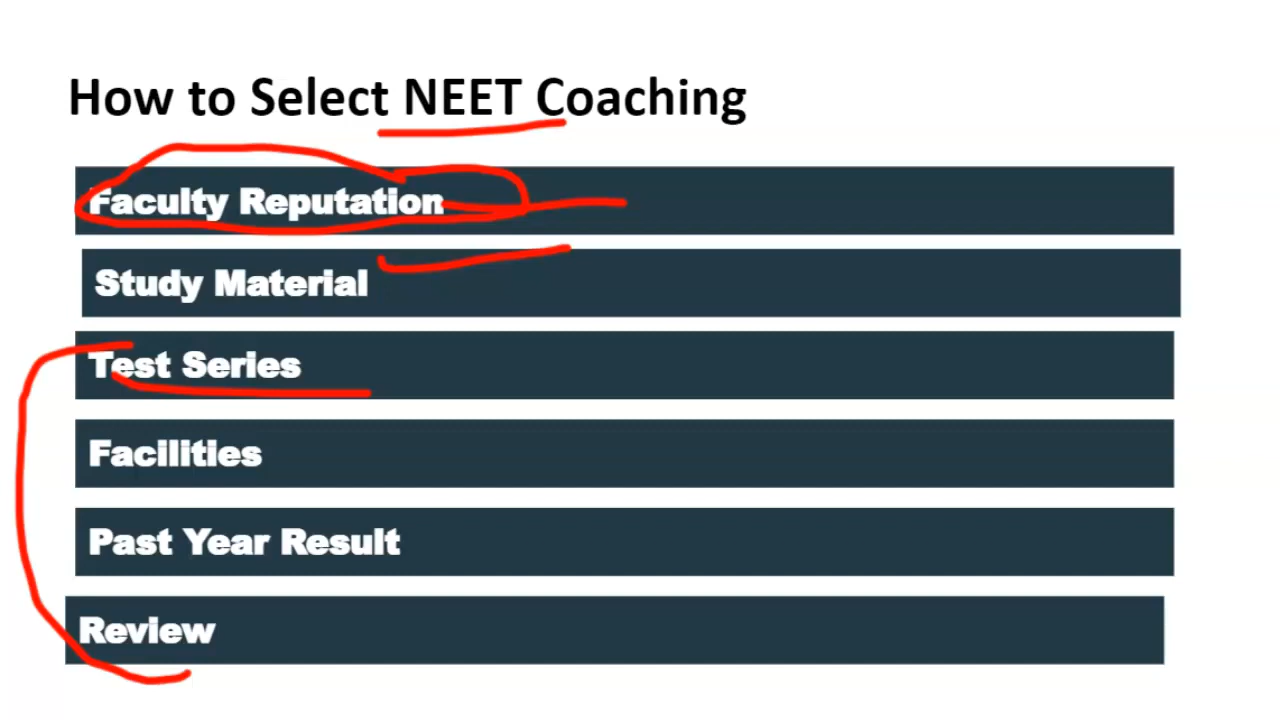 How to Select NEET Coaching
Faculty Reputation
Study Material
Test Series
Facilities
Past Year Result
Review